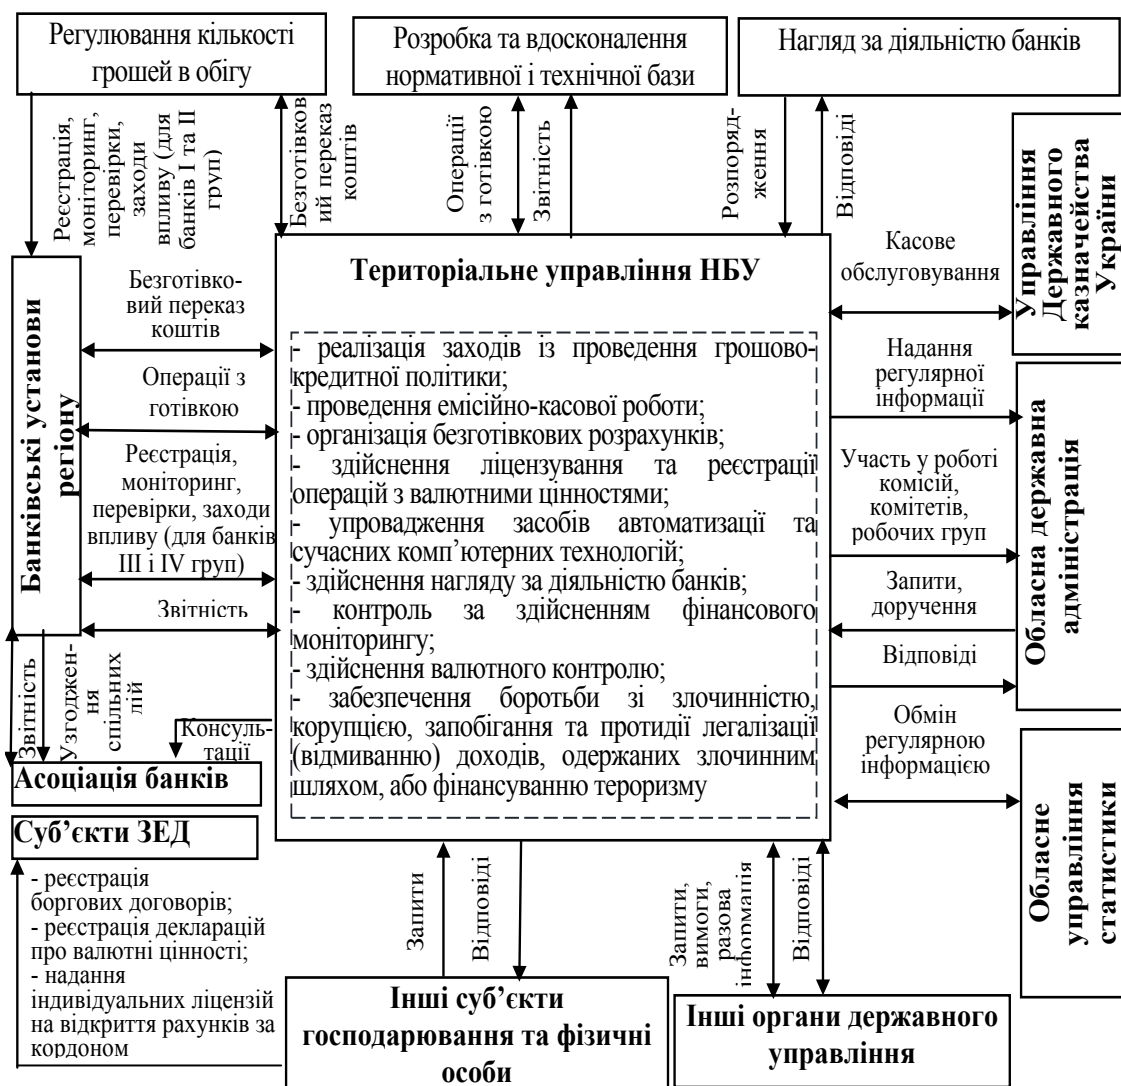 Регулювання кількості
грошей в обігу
Розробка та вдосконалення
нормативної і технічної бази
Нагляд за діяльністю банків
Реєстрація,
моніторинг,
перевірки,
заходи
впливу (для
банків І та ІІ
груп)
Безготівков
ий переказ
коштів
Операції
з готівкою
Звітність
Розпоряд-
ження
Відповіді
Управління
Державного
казначейства
України
Територіальне управління НБУ
Касове
обслуговування
Банківські установи
регіону
Безготівко-
вий переказ
коштів
Операції з
готівкою
Реєстрація,
моніторинг,
перевірки, заходи
впливу (для банків
ІІІ і IV груп)
Звітність
- реалізація заходів із проведення грошово-
кредитної політики;
- проведення емісійно-касової роботи;
- організація безготівкових розрахунків;
- здійснення ліцензування та реєстрації
операцій з валютними цінностями;
- упровадження засобів автоматизації та
сучасних комп’ютерних технологій;
- здійснення нагляду за діяльністю банків;
- контроль за здійсненням фінансового
моніторингу;
- здійснення валютного контролю;
- забезпечення боротьби зі злочинністю,
корупцією, запобігання та протидії легалізації
(відмиванню) доходів, одержаних злочинним
шляхом, або фінансуванню тероризму
Надання
регулярної
інформації
Участь у роботі
комісій,
комітетів,
робочих груп
Запити,
доручення
Відповіді
Обласна державна
адміністрація
Обмін
регулярною
інформацією
Обласне
управління
статистики
Звітність
Узгоджен-
ня
спільних
дій
Консуль-
тації
Асоціація банків
Суб’єкти ЗЕД
- реєстрація
боргових договорів;
- реєстрація декларацій
про валютні цінності;
- надання
індивідуальних ліцензій
на відкриття рахунків за
кордоном
Запити
Відповіді
Запити,
вимоги,
разова
інформація
Відповіді
Інші суб’єкти
господарювання та фізичні
особи
Інші органи державного
управління